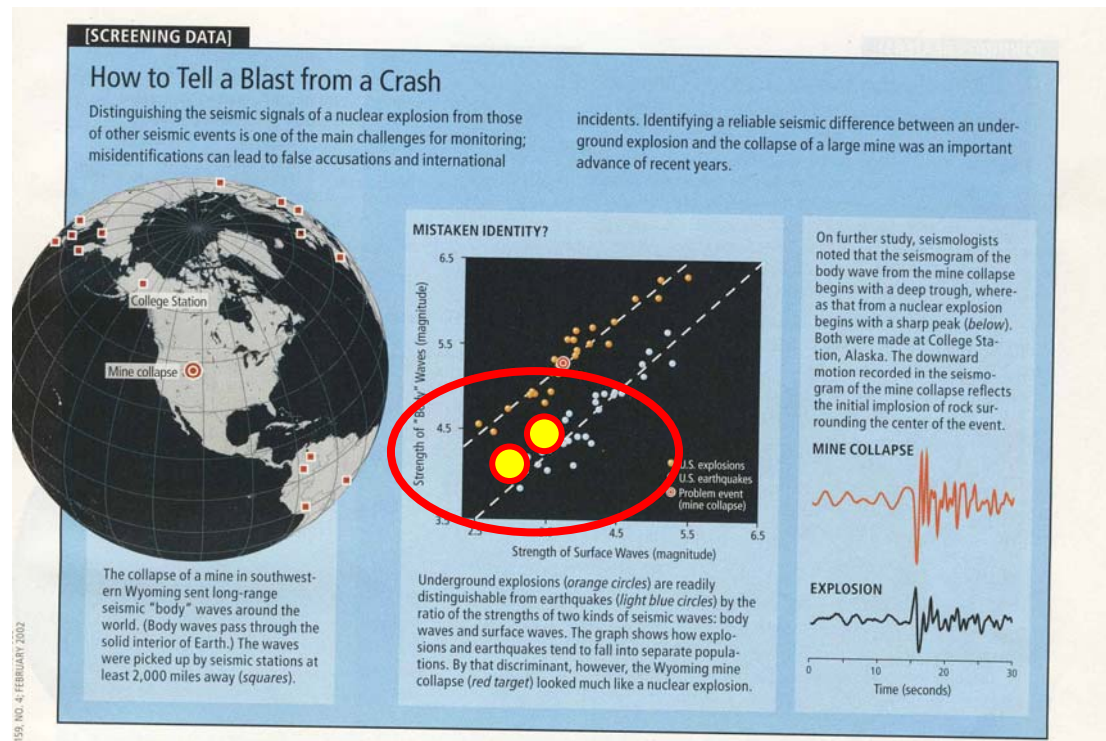 [SCREENING DATA]
How to Tell a Blast from a Crash
Distinguishing the seismic signals of a nuclear explosion from those
of other seismic events is one of the main challenges for monitoring;
misidentifications can lead to false accusations and international
incidents. Identifying a reliable seismic difference between an under-
ground explosion and the collapse of a large mine was an important
advance of recent years.
College Station
Mine collapse
The collapse of a mine in southwest-
ern Wyoming sent long-range
seismic "body" waves around the
world. (Body waves pass through the
solid interior of Earth.) The waves
were picked up by seismic stations at
least 2,000 miles away (squares).
MISTAKEN IDENTITY?
Strength of "Body" Waves (magnitude)
6.5
5.5
4.5
3.5
2.5
4.5
5.5
6.5
U.S. explosions
U.S. earthquakes
Problem event
(mine collapse)
Strength of Surface Waves (magnitude)
Underground explosions (orange circles) are readily
distinguishable from earthquakes (light blue circles) by the
ratio of the strengths of two kinds of seismic waves: body
waves and surface waves. The graph shows how explo-
sions and earthquakes tend to fall into separate popula-
tions. By that discriminant, however, the Wyoming mine
collapse (red target) looked much like a nuclear explosion.
On further study, seismologists
noted that the seismogram of the
body wave from the mine collapse
begins with a deep trough, where-
as that from a nuclear explosion
begins with a sharp peak (below).
Both were made at College Sta-
tion, Alaska. The downward
motion recorded in the seismo-
gram of the mine collapse reflects
the initial implosion of rock sur-
rounding the center of the event.
MINE COLLAPSE
EXPLOSION
0
10
20
30
Time (seconds)
159, NO. 4; FEBRUARY 2002